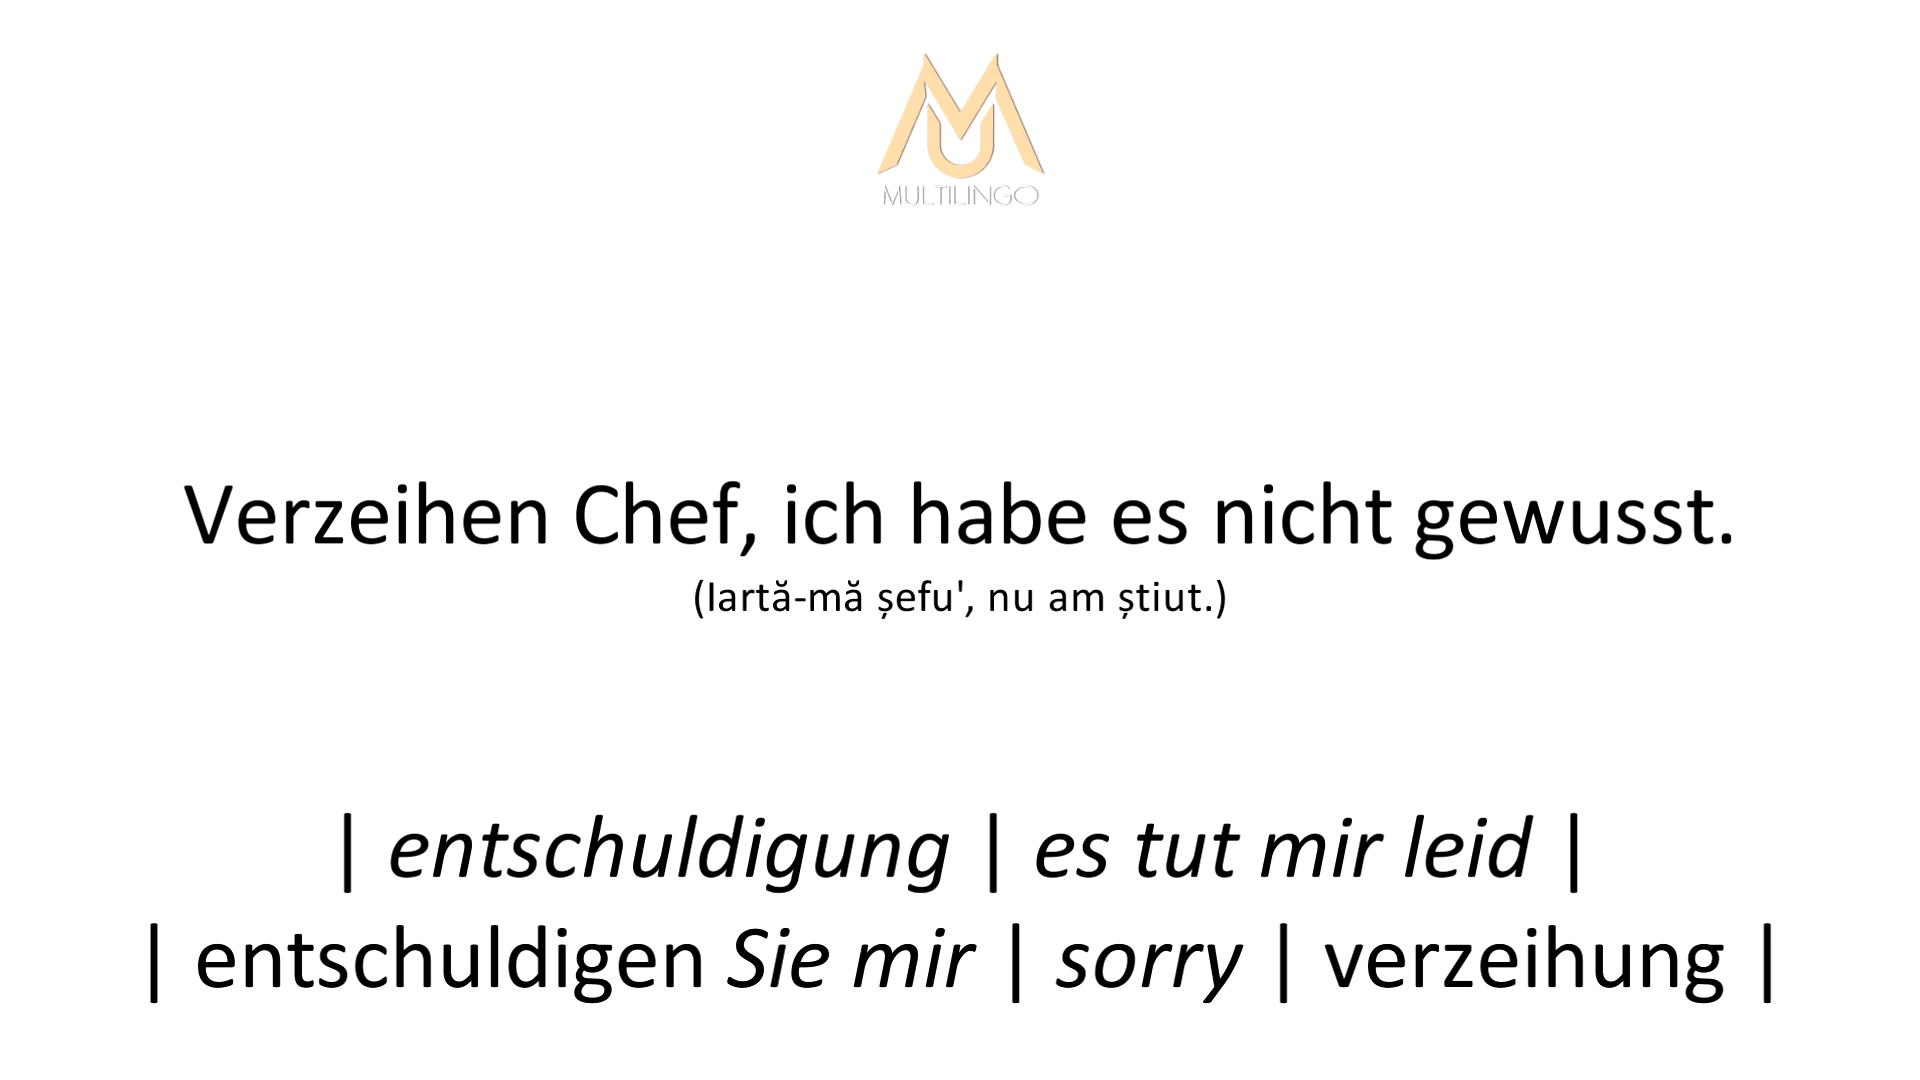 MULTILINGO
Verzeihen Chef, ich habe es nicht gewusst.
(Iartă-mă șefu', nu am știut.)
| entschuldigung | es tut mir leid |
| entschuldigen Sie mir | sorry | verzeihung |